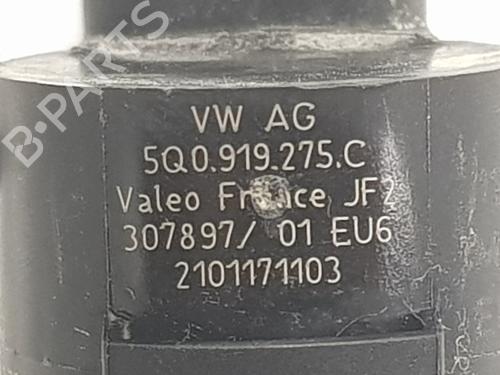 B-PARTS
VW AG
5Q0.919.275.C
Valeo France JF2
307897/ 01 EU6
2101171103